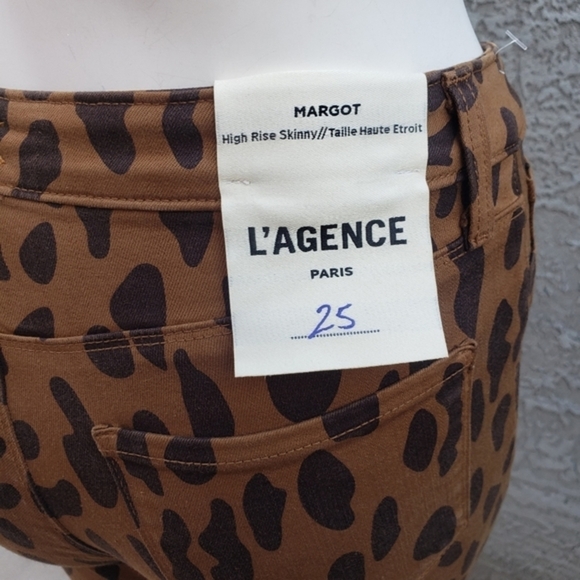 MARGOT
High Rise Skinny//Taille Haute Etroit
L'AGENCE
PARIS
25